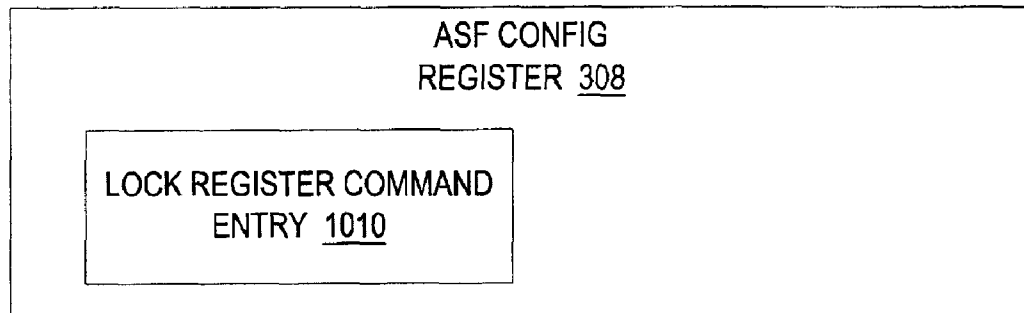 ASF CONFIG
REGISTER 308
LOCK REGISTER COMMAND
ENTRY 1010